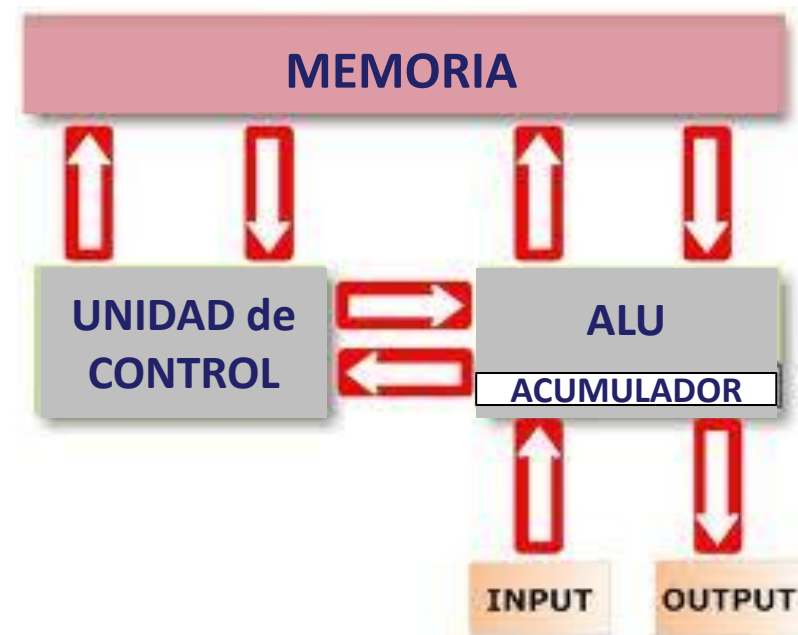 MEMORIA
UNIDAD de
CONTROL
ALU
ACUMULADOR
INPUT
OUTPUT